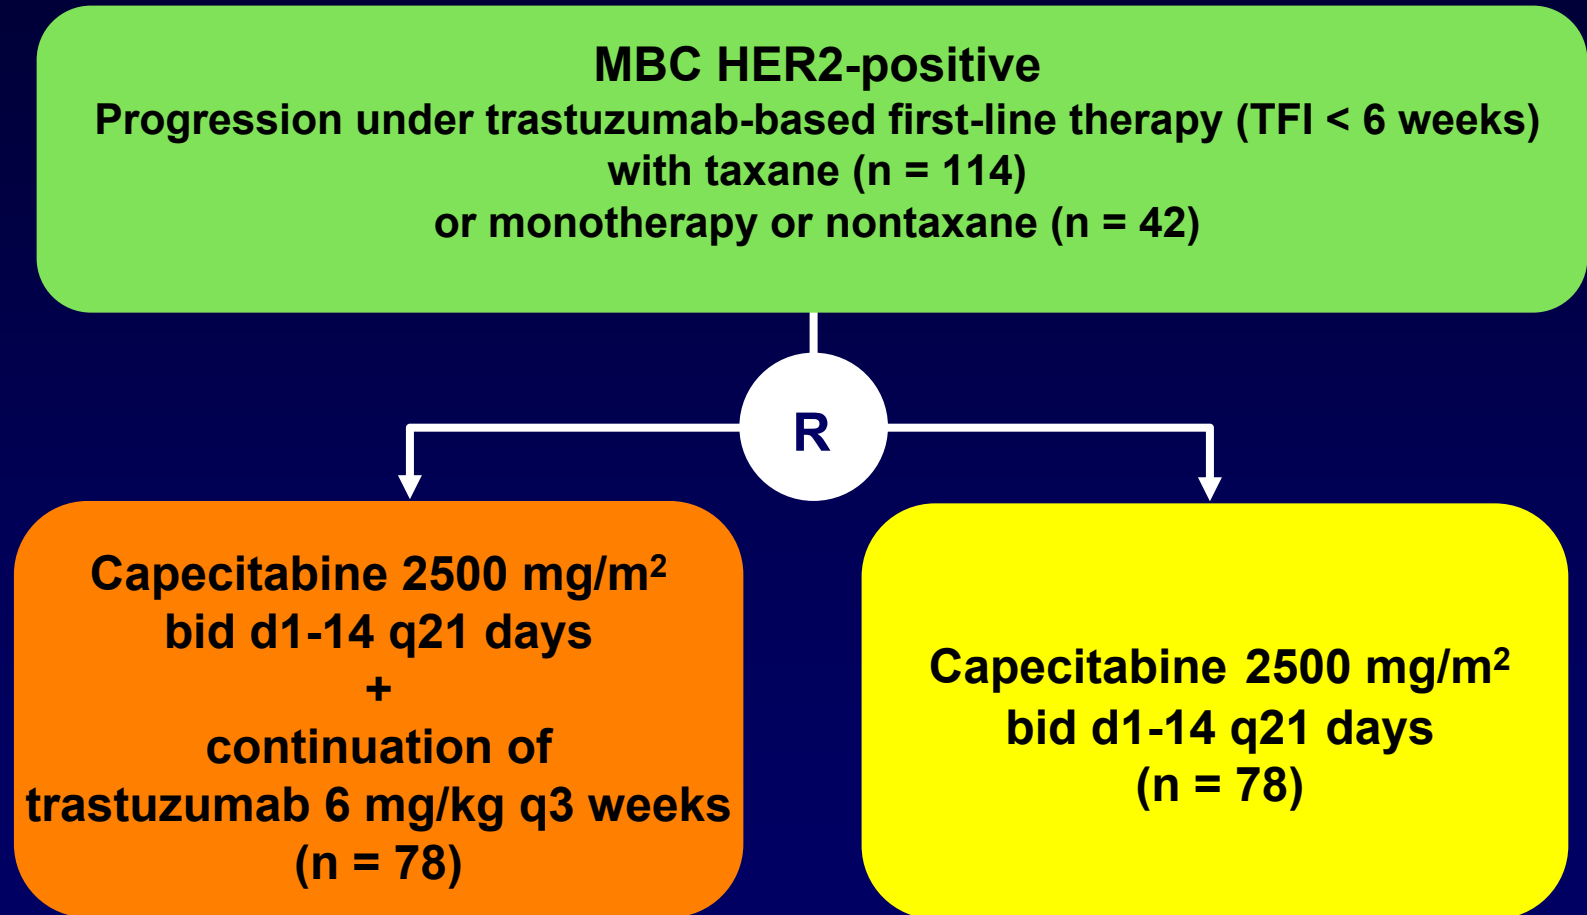 MBC HER2-positive
Progression under trastuzumab-based first-line therapy (TFI < 6 weeks)
with taxane (n = 114)
or monotherapy or nontaxane (n = 42)
R
Capecitabine 2500 mg/m²
bid d1-14 q21 days
+
continuation of
trastuzumab 6 mg/kg q3 weeks
(n = 78)
Capecitabine 2500 mg/m²
bid d1-14 q21 days
(n = 78)